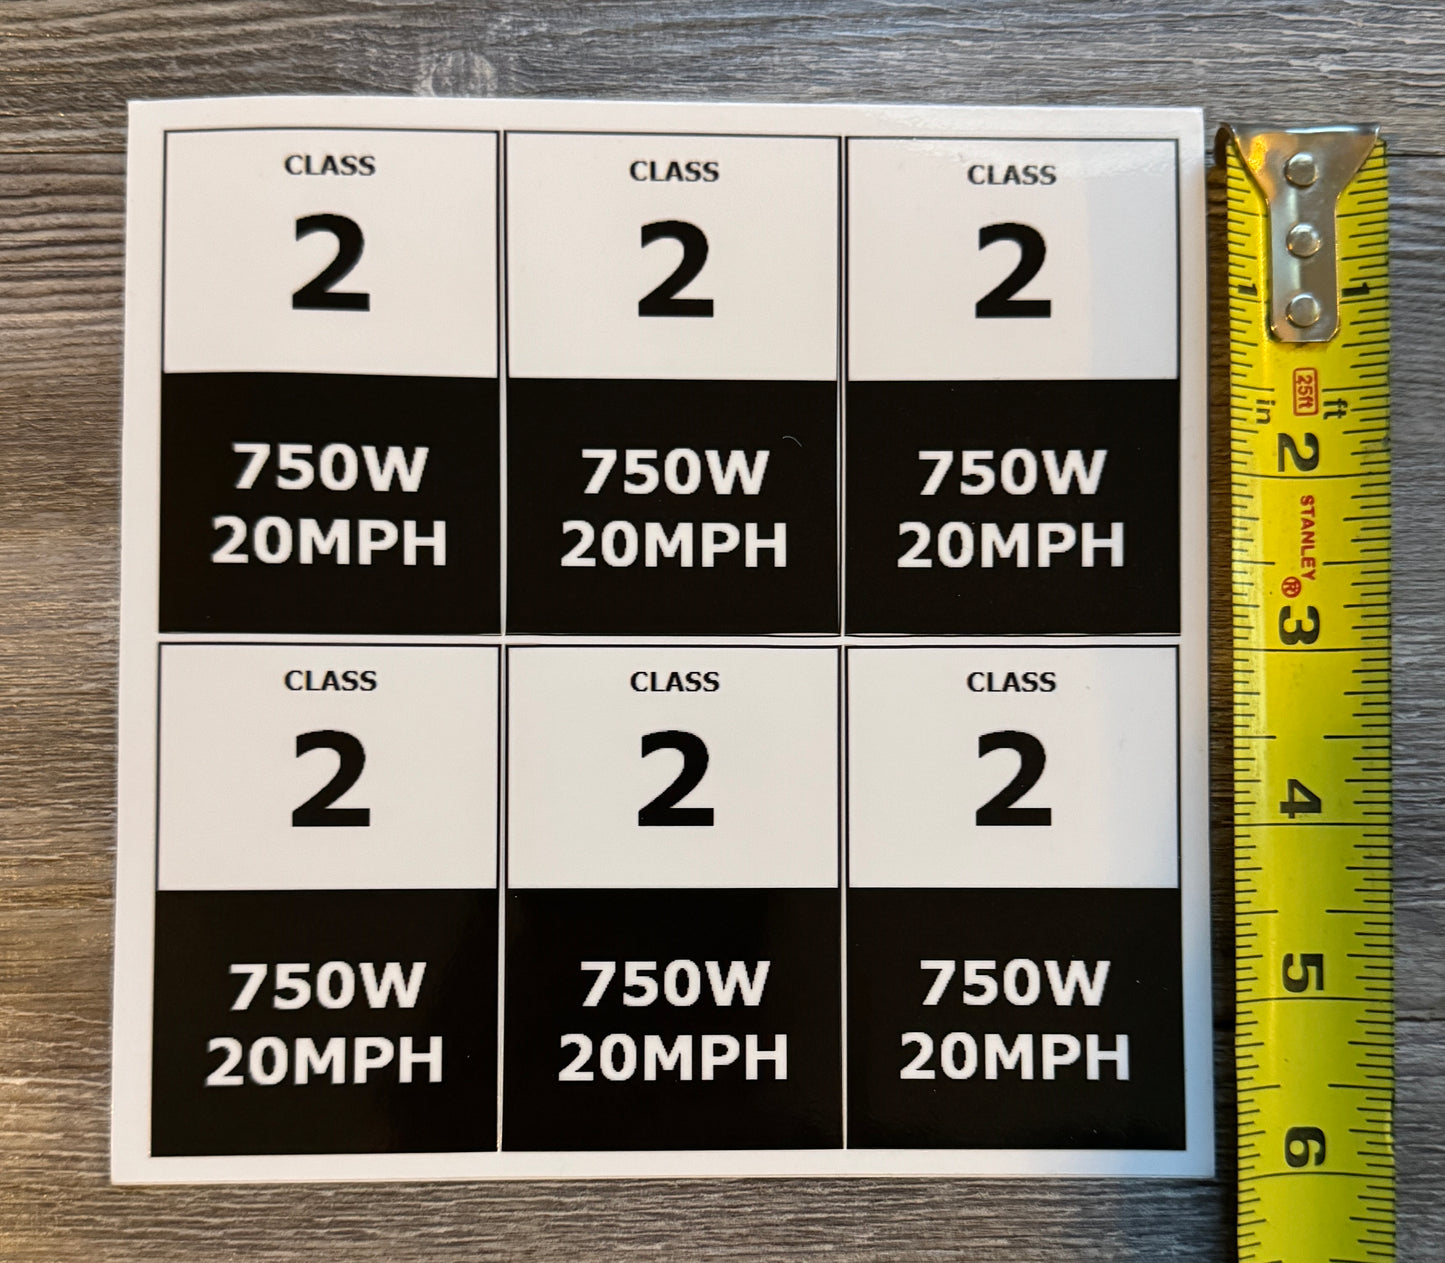 CLASS CLASS CLASS
2 2 2
750W 750W 750W
20MPH 20MPH 20MPH
CLASS CLASS CLASS
2 2 2
750W 750W 750W
20MPH 20MPH 20MPH
1 1
25ft
in ft
2
STANLEY ®
3
4
5
6